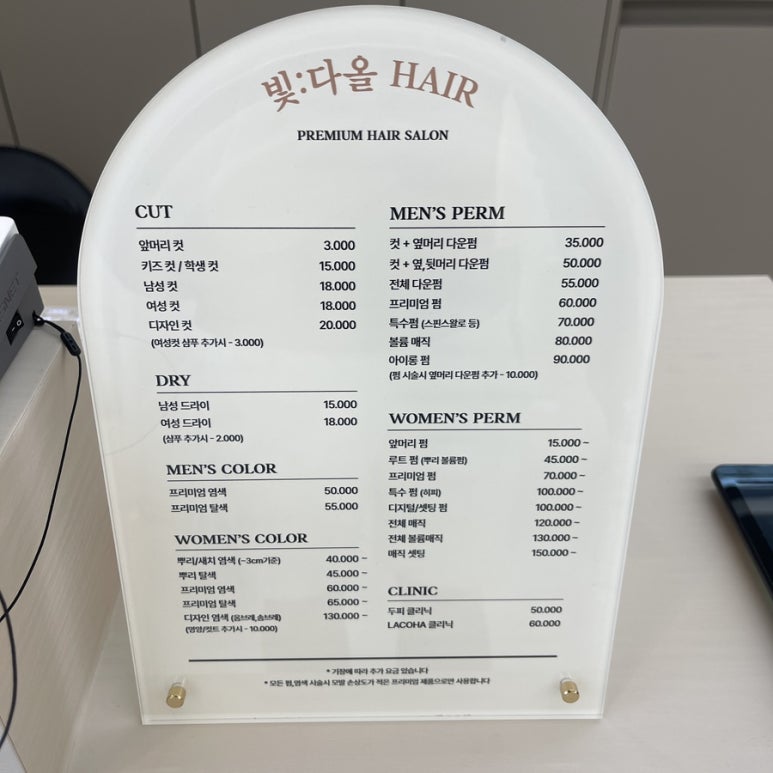 빛:다올 HAIR
PREMIUM HAIR SALON
CUT
앞머리 컷 3.000
키즈 컷 / 학생 컷 15.000
남성 컷 18.000
여성 컷 18.000
디자인 컷 20.000
(여성컷 샴푸 추가시 - 3.000)
DRY
남성 드라이 15.000
여성 드라이 18.000
(샴푸 추가시 - 2.000)
MEN'S COLOR
프리미엄 염색 50.000
프리미엄 탈색 55.000
WOMEN'S COLOR
뿌리/새치 염색 (~3cm기준) 40.000 ~
뿌리 탈색 45.000 ~
프리미엄 염색 60.000 ~
프리미엄 탈색 65.000 ~
디자인 염색 (옴브레,솜브레) 130.000 ~
(명암/컷트 추가시 - 10.000)
MEN'S PERM
컷 + 옆머리 다운펌 35.000
컷 + 옆,뒷머리 다운펌 50.000
전체 다운펌 55.000
프리미엄 펌 60.000
특수펌 (스핀스왈로 등) 70.000
볼륨 매직 80.000
아이롱 펌 90.000
(펌 시술시 옆머리 다운펌 추가 - 10.000)
WOMEN'S PERM
앞머리 펌 15.000 ~
루트 펌 (뿌리 볼륨펌) 45.000 ~
프리미엄 펌 70.000 ~
특수 펌 (히피) 100.000 ~
디지털/셋팅 펌 100.000 ~
전체 매직 120.000 ~
전체 볼륨매직 130.000 ~
매직 셋팅 150.000 ~
CLINIC
두피 클리닉 50.000
LACOHA 클리닉 60.000
* 기장에 따라 추가 요금 있습니다
* 모든 펌,염색 시술시 모발 손상도가 적은 프리미엄 제품으로만 사용합니다